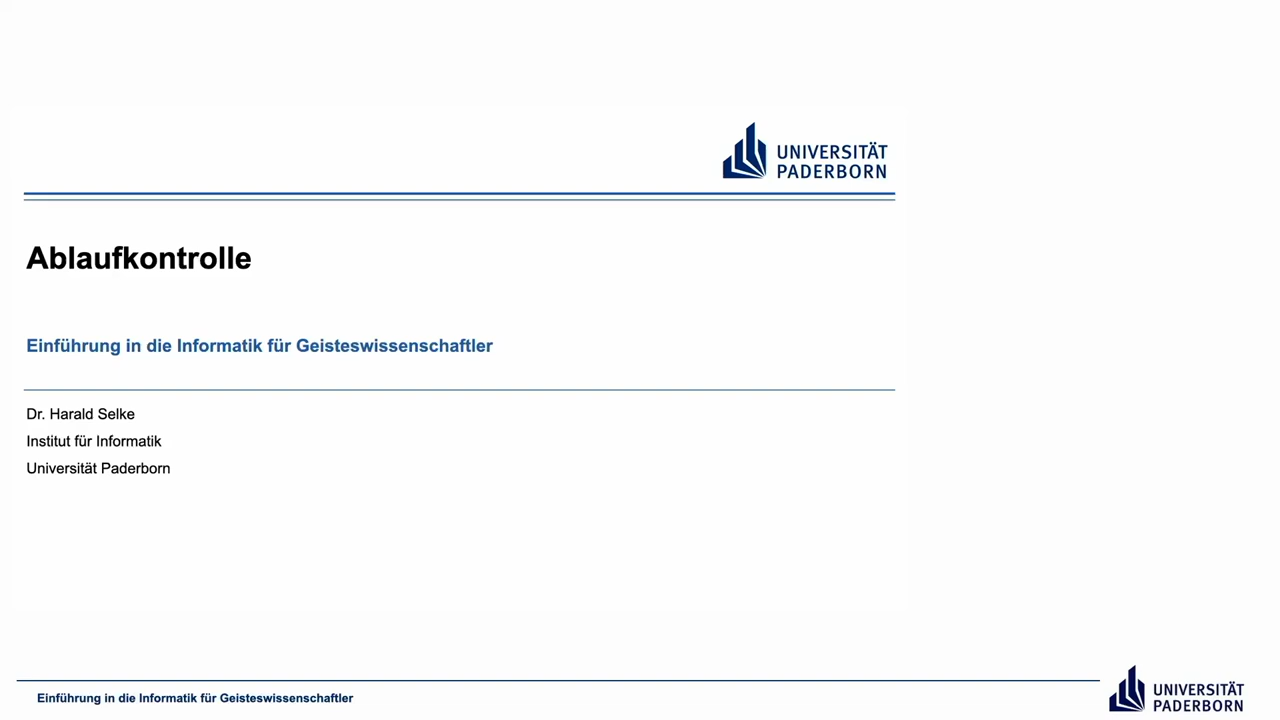 UNIVERSITÄT
PADERBORN
Ablaufkontrolle
Einführung in die Informatik für Geisteswissenschaftler
Dr. Harald Selke
Institut für Informatik
Universität Paderborn
Einführung in die Informatik für Geisteswissenschaftler
UNIVERSITÄT
PADERBORN